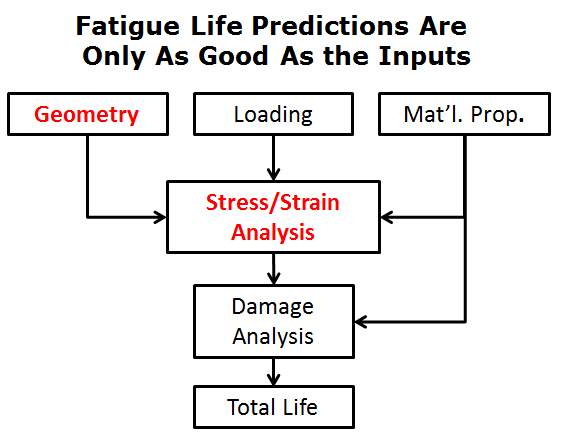 Fatigue Life Predictions Are
Only As Good As the Inputs
Geometry
Loading
Mat’l. Prop.
Stress/Strain
Analysis
Damage
Analysis
Total Life